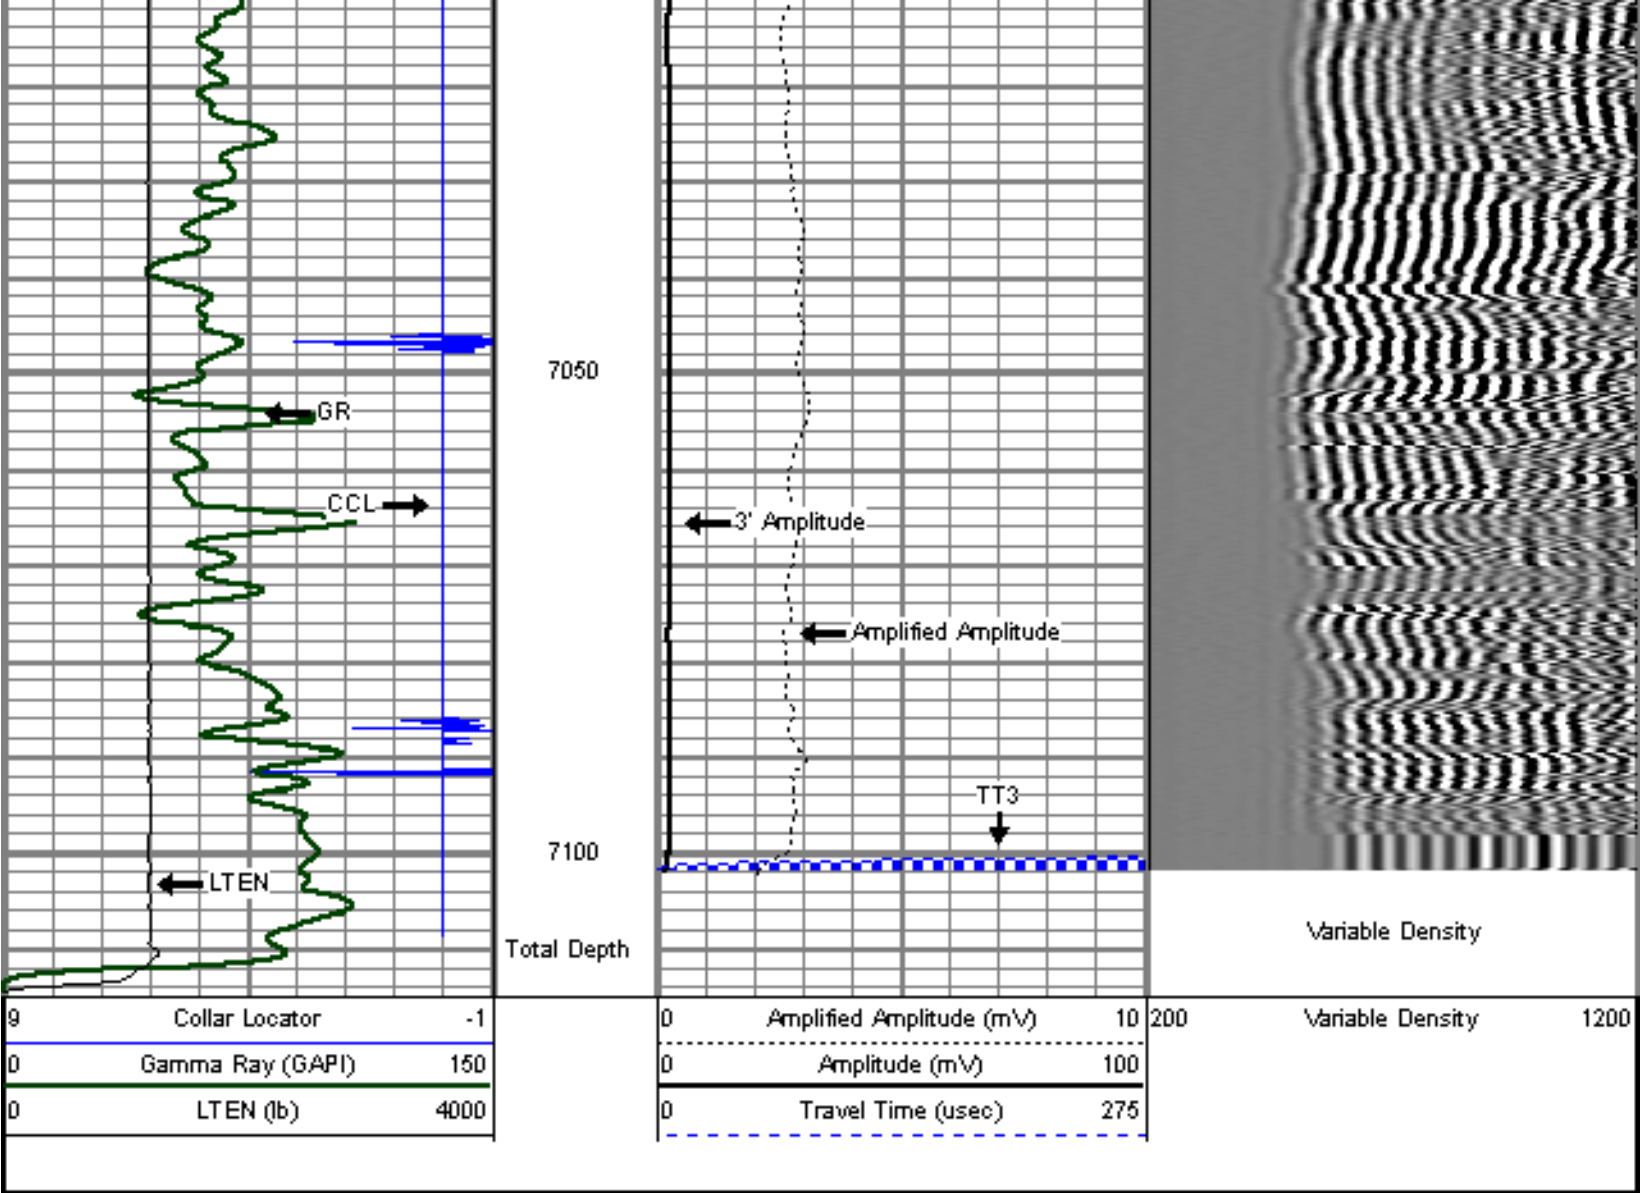 7050
GR
CCL
3' Amplitude
Amplified Amplitude
TT3
7100
LTEN
Variable Density
Total Depth
9 Collar Locator -1
0 Amplified Amplitude (mV) 10
200 Variable Density 1200
0 Gamma Ray (GAPI) 150
0 Amplitude (mV) 100
0 LTEN (lb) 4000
0 Travel Time (usec) 275